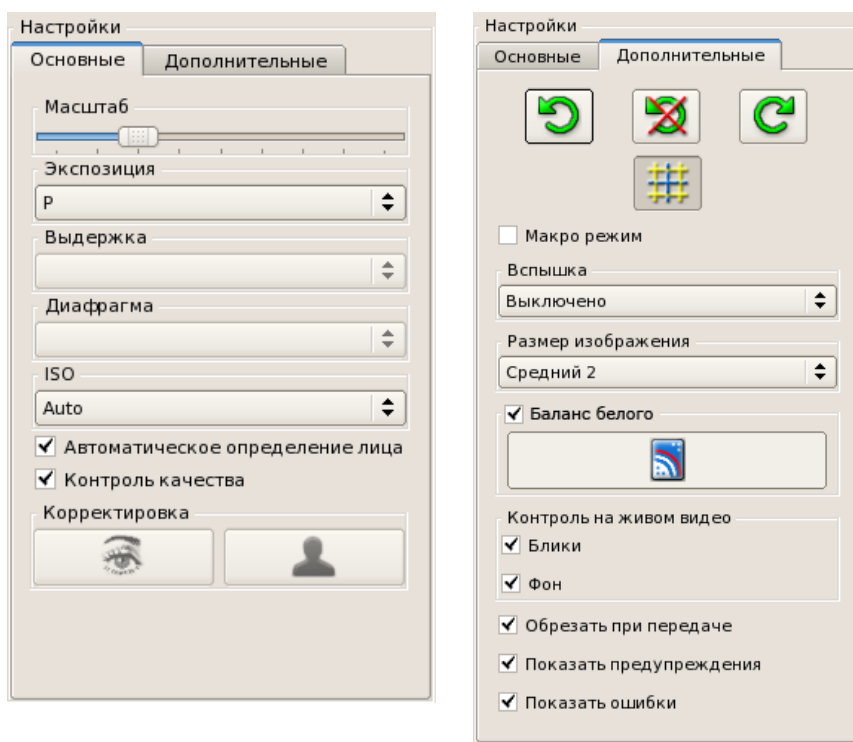 Настройки
Основные
Дополнительные
Масштаб
Экспозиция
P
Выдержка
Диафрагма
ISO
Auto
Автоматическое определение лица
Контроль качества
Корректировка
Настройки
Основные
Дополнительные
Макро режим
Вспышка
Выключено
Размер изображения
Средний 2
Баланс белого
Контроль на живом видео
Блики
Фон
Обрезать при передаче
Показать предупреждения
Показать ошибки